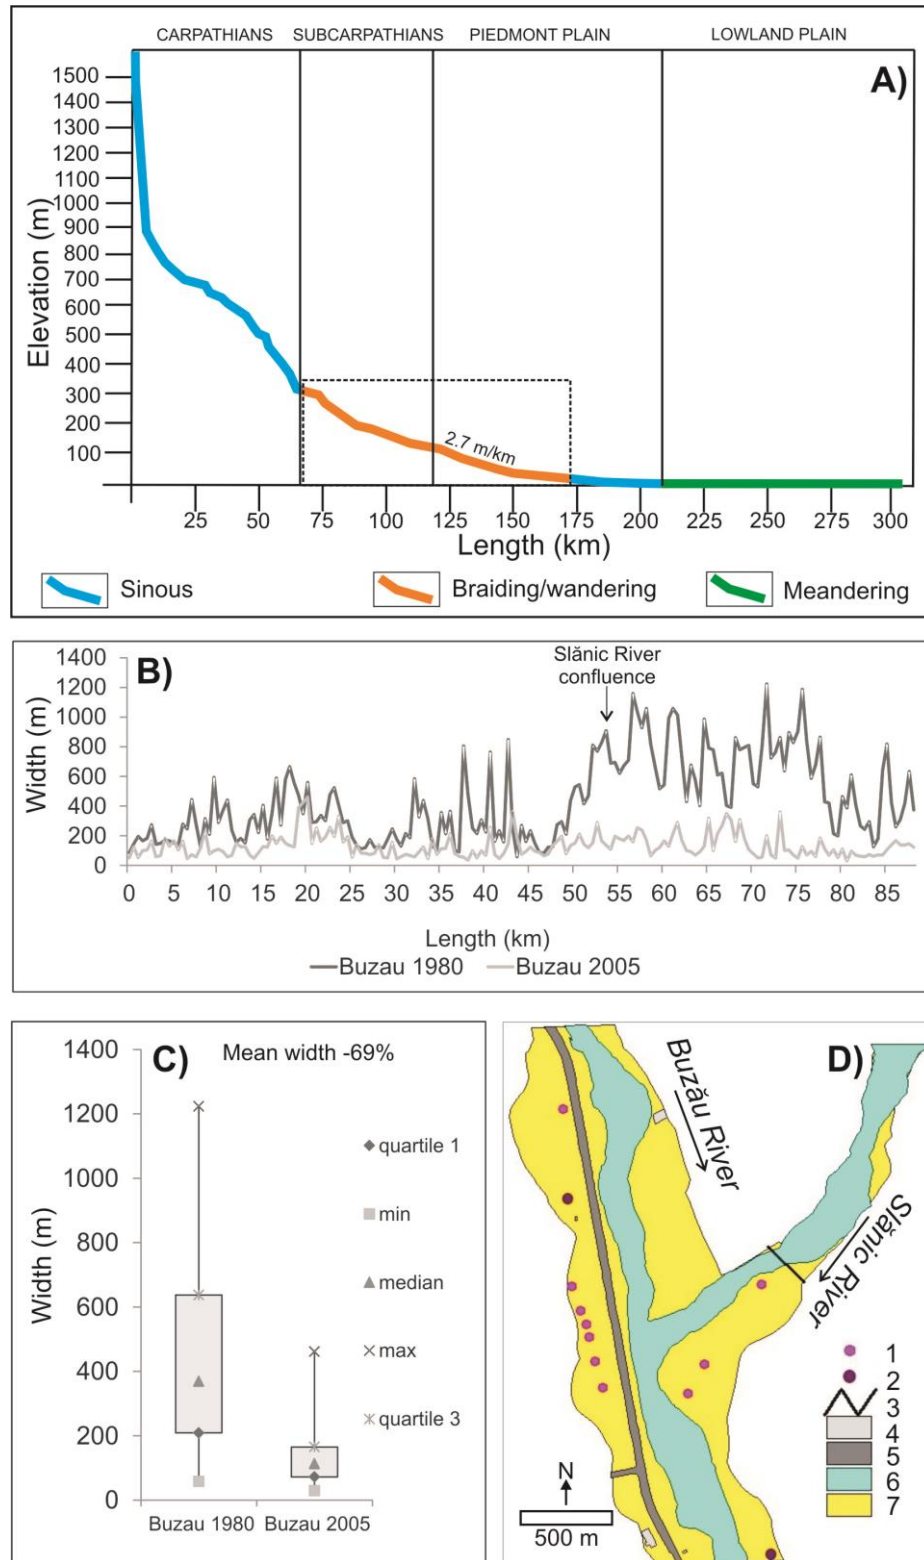 CARPATHIANS SUBCARPATHIANS PIEDMONT PLAIN LOWLAND PLAIN
A)
Elevation (m)
1500
1400
1300
1200
1100
1000
900
800
700
600
500
400
300
200
100
2.7 m/km
25 50 75 100 125 150 175 200 225 250 275 300
Length (km)
Sinous Braiding/wandering Meandering
B)
Slănic River
confluence
Width (m)
1400
1200
1000
800
600
400
200
0
0 5 10 15 20 25 30 35 40 45 50 55 60 65 70 75 80 85
Length (km)
Buzau 1980 Buzau 2005
C) Mean width -69%
Width (m)
1400
1200
1000
800
600
400
200
0
quartile 1
min
median
max
quartile 3
Buzau 1980 Buzau 2005
D)
Buzău River
Slănic River
1
2
3
4
5
6
7
N
500 m